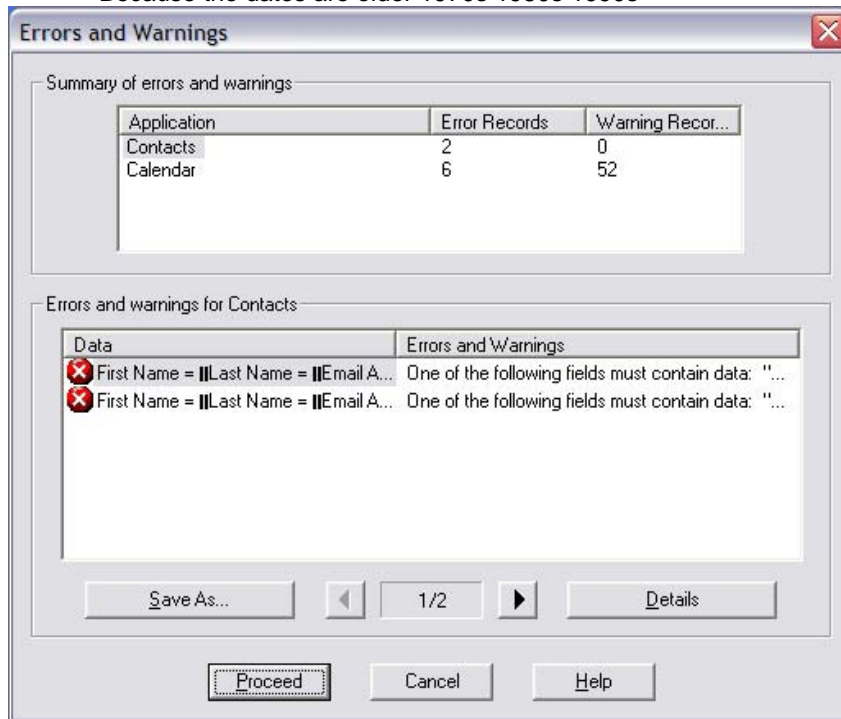 Errors and Warnings
Summary of errors and warnings
Application Error Records Warning Recor...
Contacts 2 0
Calendar 6 52
Errors and warnings for Contacts
Data Errors and Warnings
First Name = ||Last Name = ||Email A... One of the following fields must contain data: "...
First Name = ||Last Name = ||Email A... One of the following fields must contain data: "...
Save As... 1/2 Details
Proceed Cancel Help